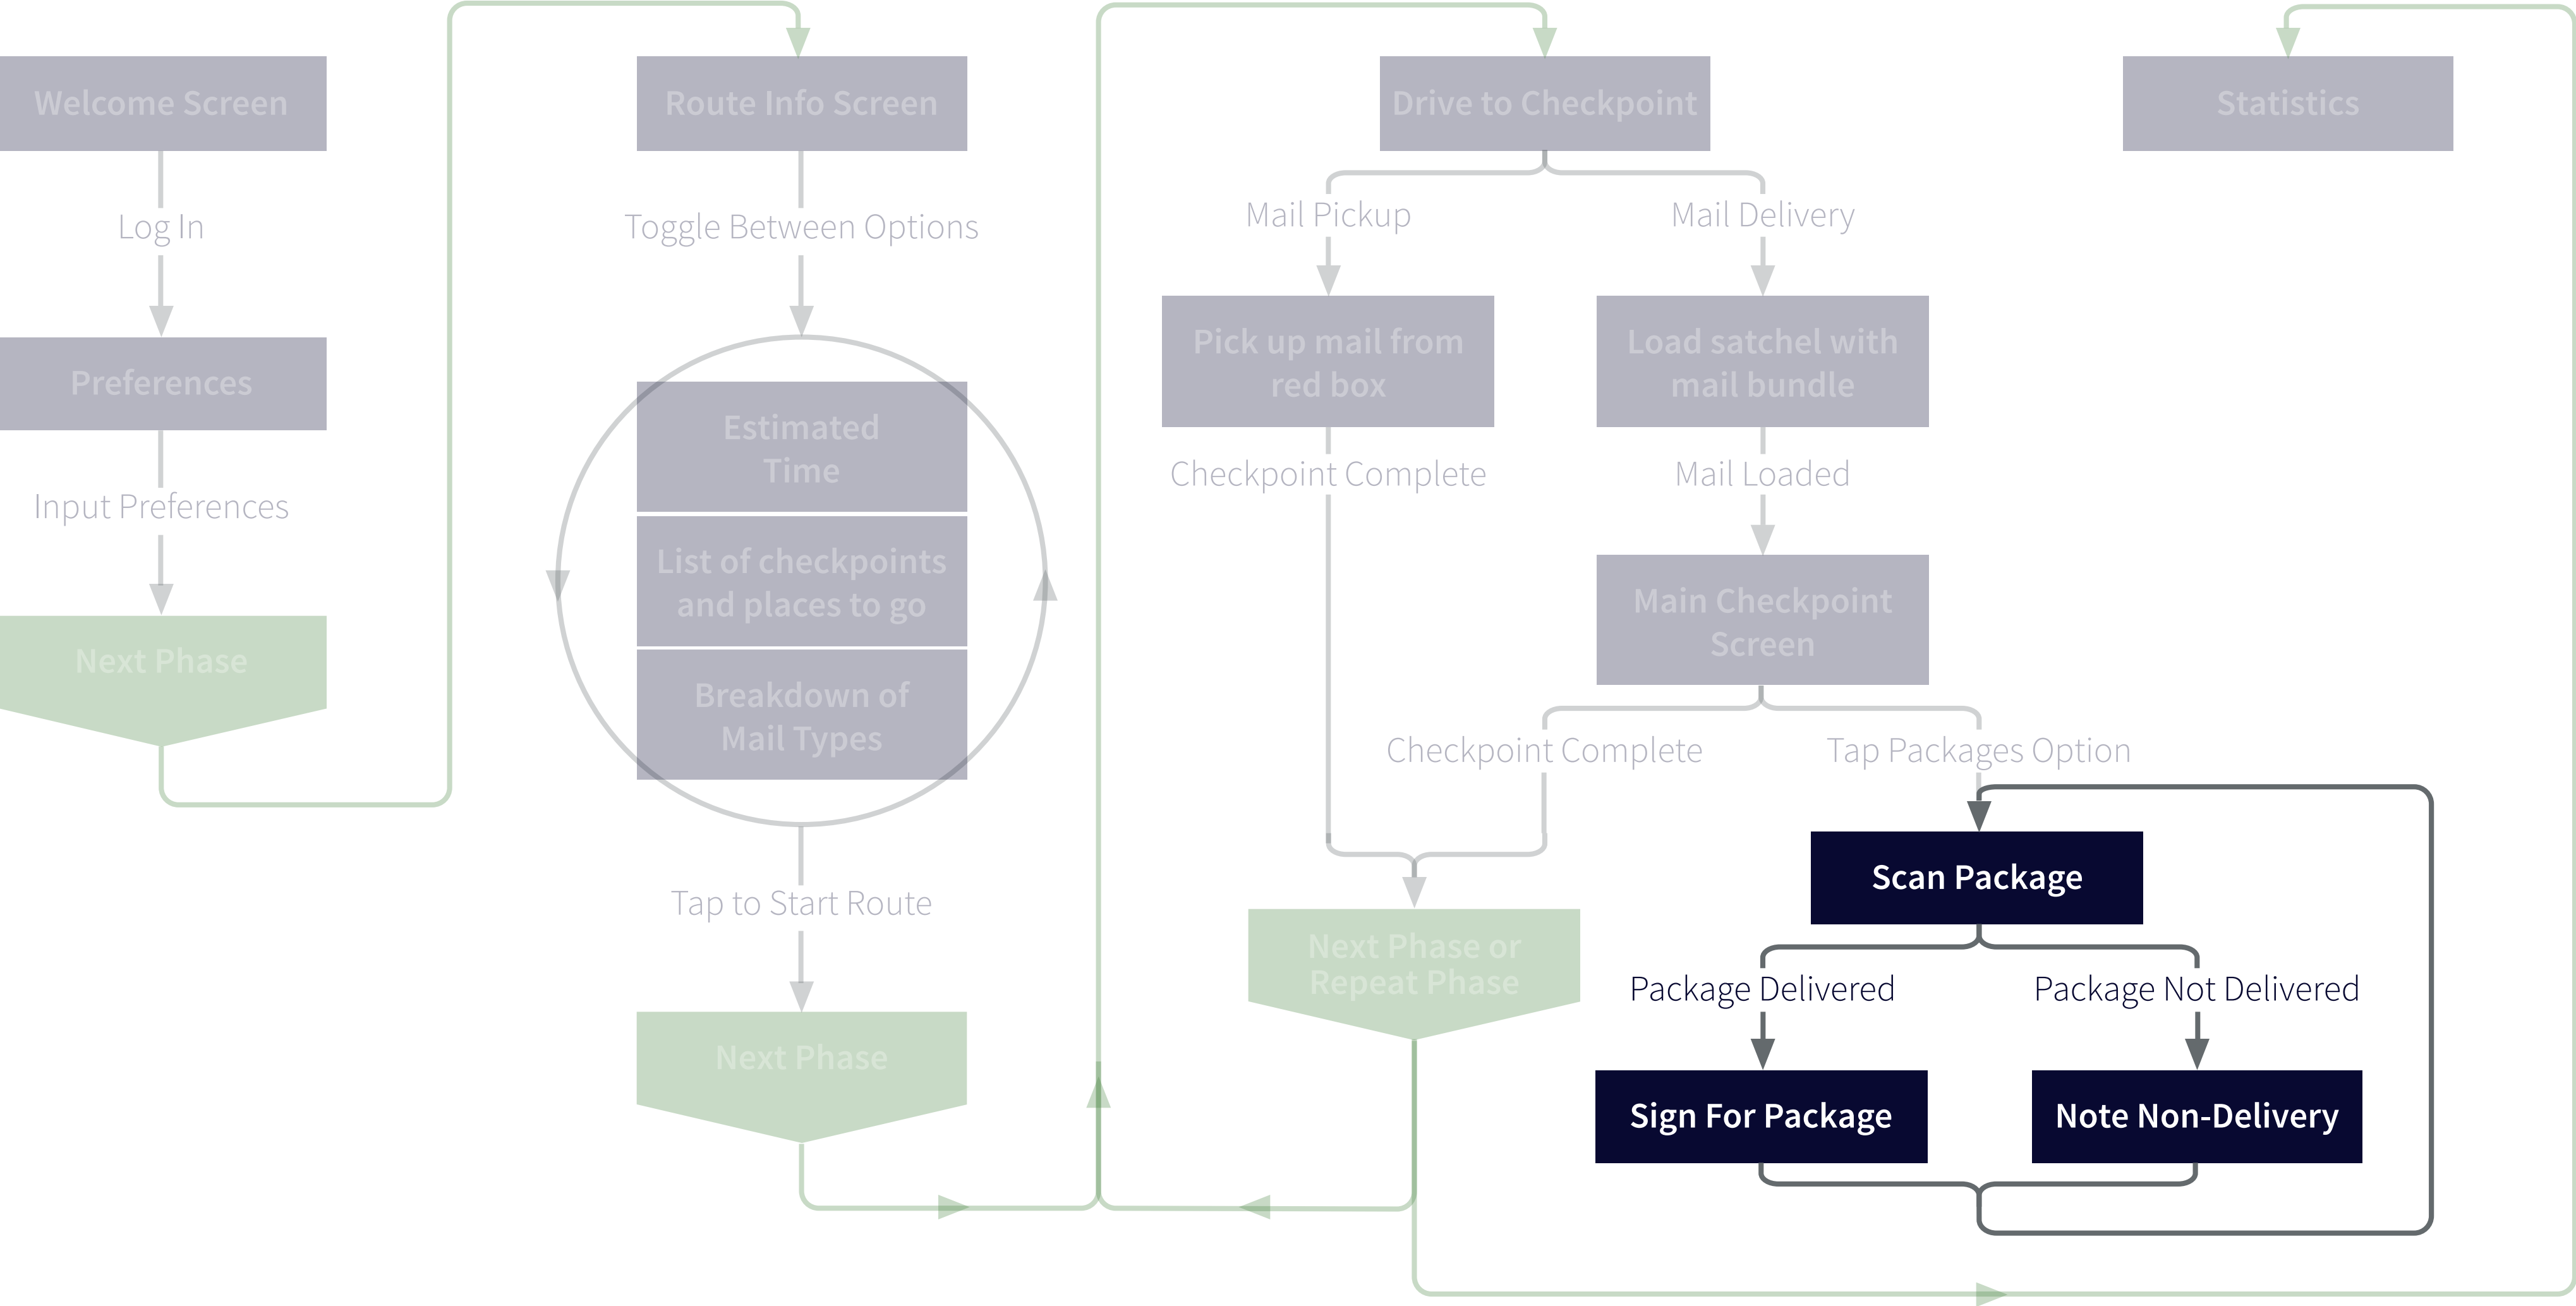 Welcome Screen
Log In
Preferences
Input Preferences
Next Phase
Route Info Screen
Toggle Between Options
Estimated
Time
List of checkpoints
and places to go
Breakdown of
Mail Types
Tap to Start Route
Next Phase
Drive to Checkpoint
Mail Pickup
Mail Delivery
Pick up mail from
red box
Load satchel with
mail bundle
Checkpoint Complete
Mail Loaded
Main Checkpoint
Screen
Checkpoint Complete
Tap Packages Option
Next Phase or
Repeat Phase
Scan Package
Package Delivered
Package Not Delivered
Sign For Package
Note Non-Delivery
Statistics